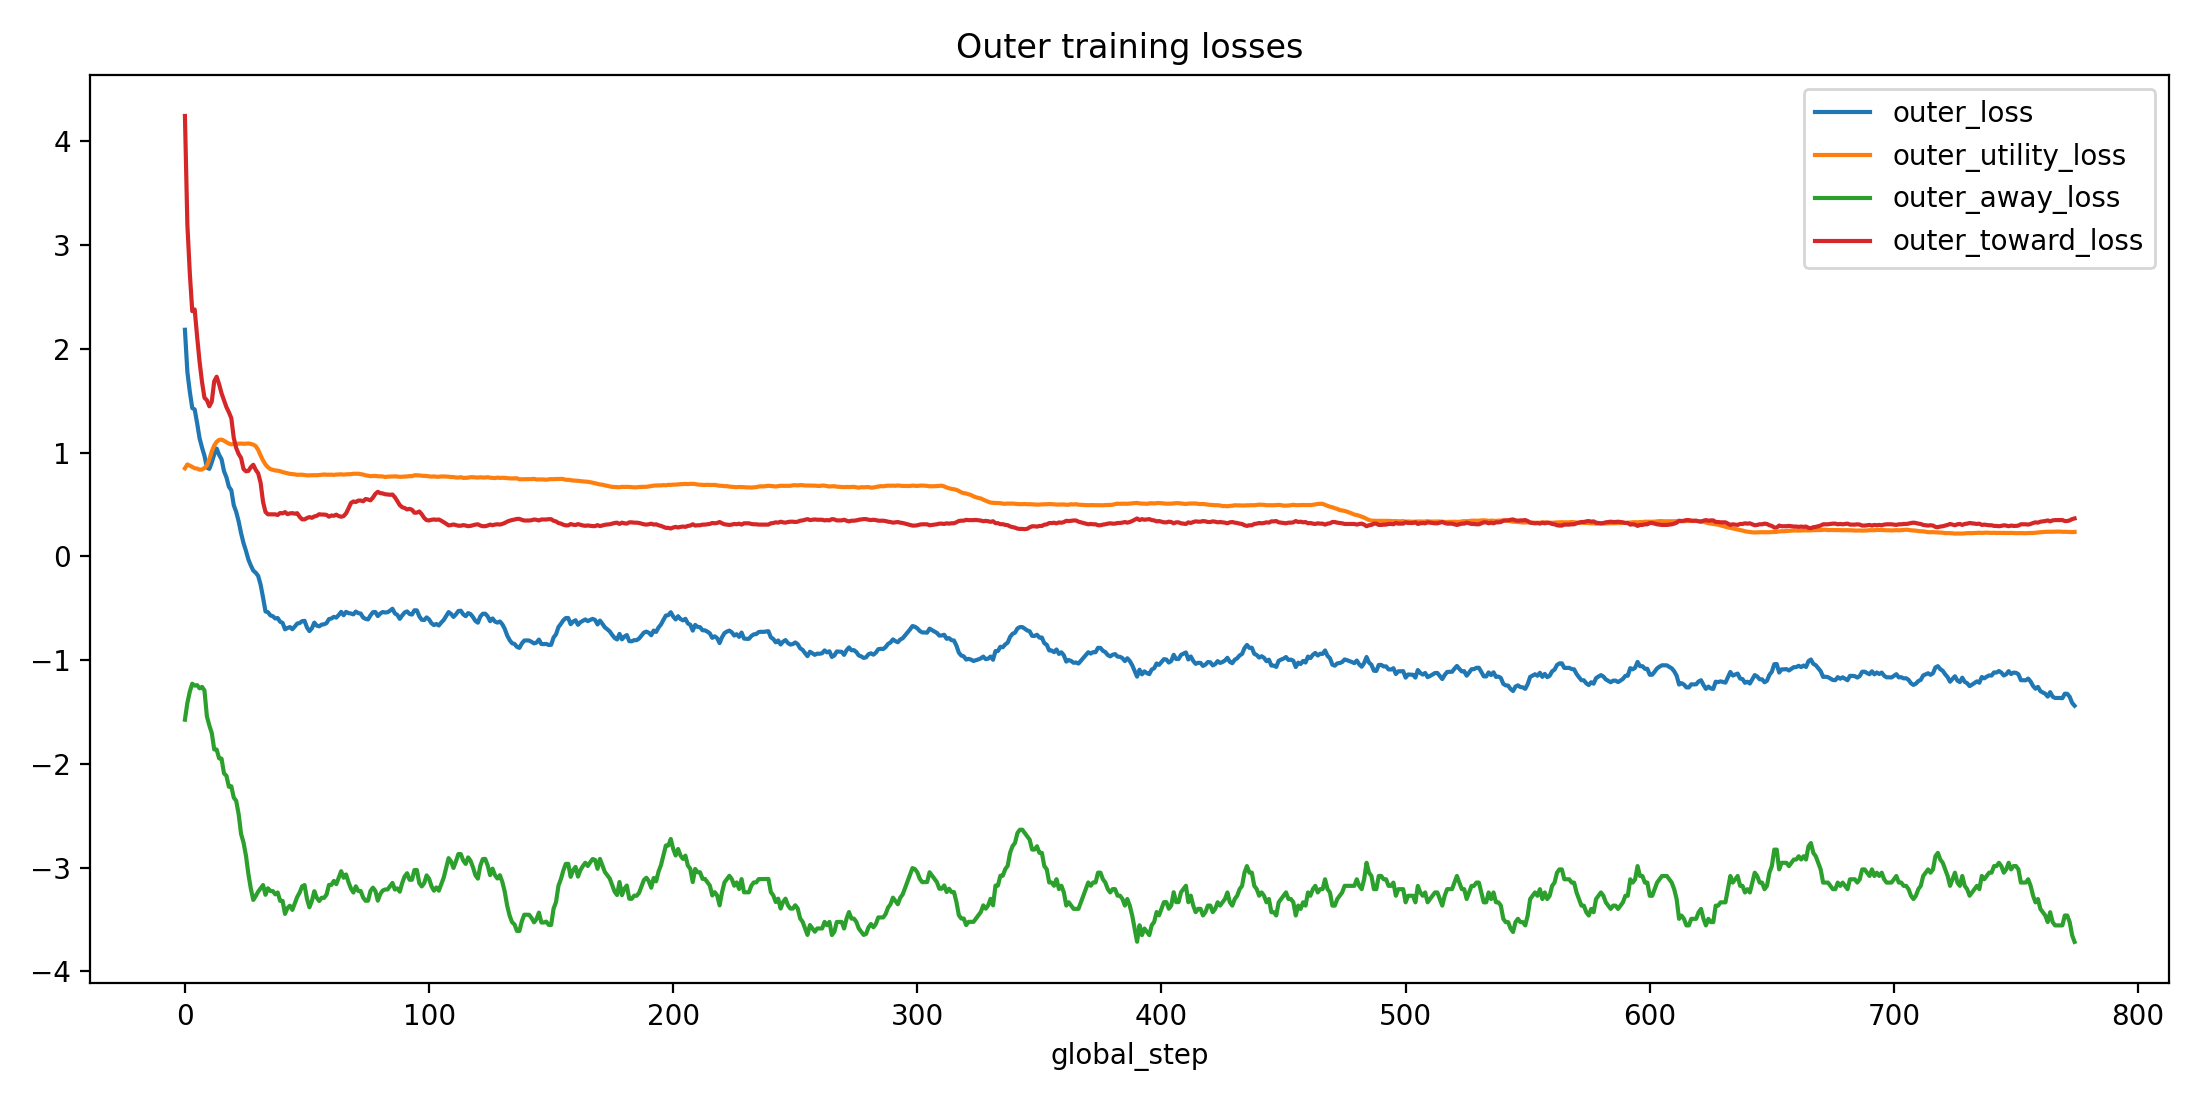 Outer training losses
outer_loss
outer_utility_loss
outer_away_loss
outer_toward_loss
4
3
2
1
0
−1
−2
−3
−4
0 100 200 300 400 500 600 700 800
global_step